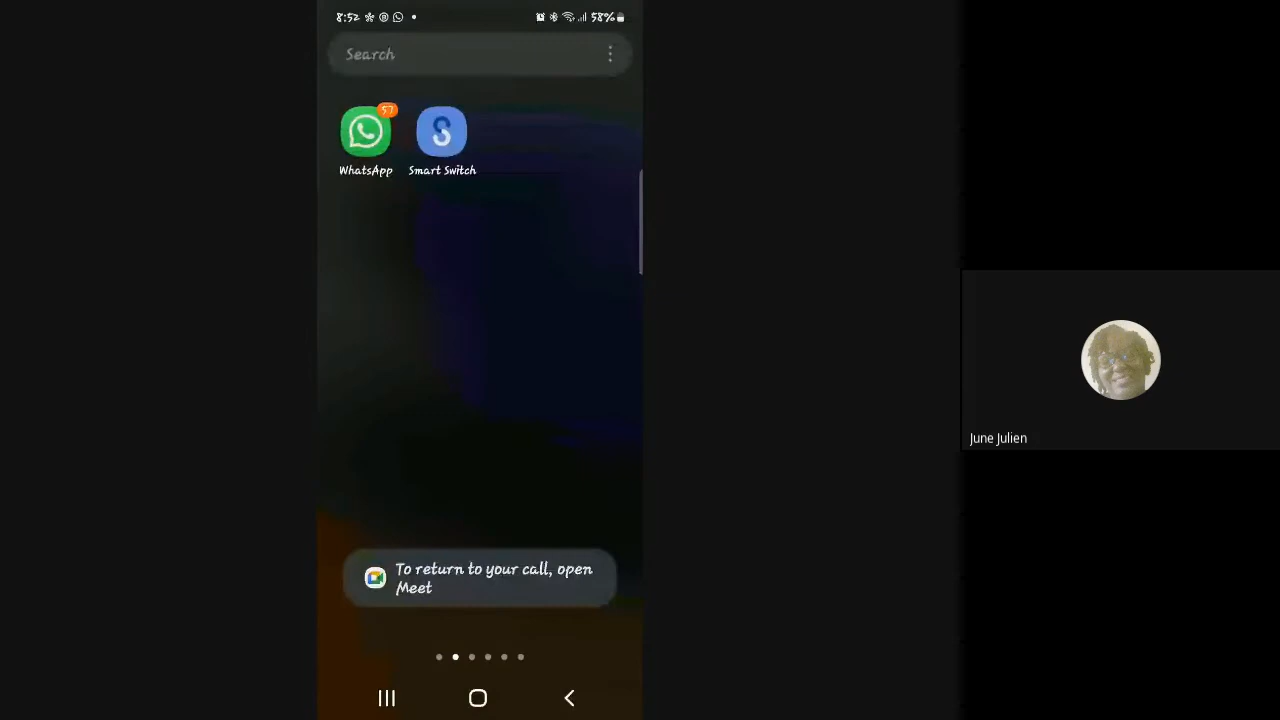 8:52
58%
Search
57
WhatsApp
Smart Switch
To return to your call, open
Meet
June Julien